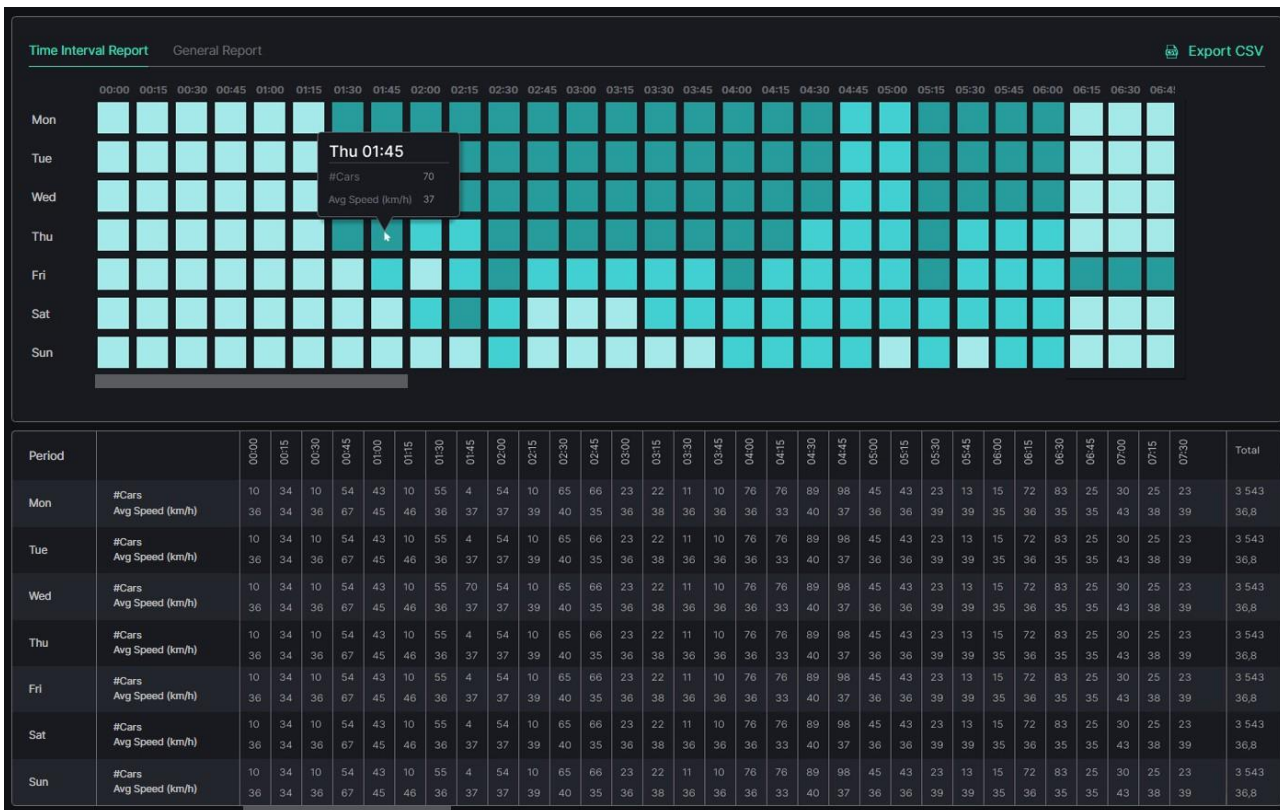 Time Interval Report General Report Export CSV
00:00 00:15 00:30 00:45 01:00 01:15 01:30 01:45 02:00 02:15 02:30 02:45 03:00 03:15 03:30 03:45 04:00 04:15 04:30 04:45 05:00 05:15 05:30 05:45 06:00 06:15 06:30 06:4
Mon
Thu 01:45
Tue
#Cars 70
Wed
Avg Speed (km/h) 37
Thu
Fri
Sat
Sun
Period 00:00 00:15 00:30 00:45 01:00 01:15 01:30 01:45 02:00 02:15 02:30 02:45 03:00 03:15 03:30 03:45 04:00 04:15 04:30 04:45 05:00 05:15 05:30 05:45 06:00 06:15 06:30 06:45 07:00 07:15 07:30 Total
Mon
#Cars 10 34 10 54 43 10 55 4 54 10 65 66 23 22 11 10 76 76 89 98 45 43 23 13 15 72 83 25 30 25 23 3 543
Avg Speed (km/h) 36 34 36 67 45 46 36 37 37 39 40 35 36 38 36 36 36 33 40 37 36 36 39 39 35 36 35 35 43 38 39 36,8
Tue
#Cars 10 34 10 54 43 10 55 4 54 10 65 66 23 22 11 10 76 76 89 98 45 43 23 13 15 72 83 25 30 25 23 3 543
Avg Speed (km/h) 36 34 36 67 45 46 36 37 37 39 40 35 36 38 36 36 36 33 40 37 36 36 39 39 35 36 35 35 43 38 39 36,8
Wed
#Cars 10 34 10 54 43 10 55 70 54 10 65 66 23 22 11 10 76 76 89 98 45 43 23 13 15 72 83 25 30 25 23 3 543
Avg Speed (km/h) 36 34 36 67 45 46 36 37 37 39 40 35 36 38 36 36 36 33 40 37 36 36 39 39 35 36 35 35 43 38 39 36,8
Thu
#Cars 10 34 10 54 43 10 55 4 54 10 65 66 23 22 11 10 76 76 89 98 45 43 23 13 15 72 83 25 30 25 23 3 543
Avg Speed (km/h) 36 34 36 67 45 46 36 37 37 39 40 35 36 38 36 36 36 33 40 37 36 36 39 39 35 36 35 35 43 38 39 36,8
Fri
#Cars 10 34 10 54 43 10 55 4 54 10 65 66 23 22 11 10 76 76 89 98 45 43 23 13 15 72 83 25 30 25 23 3 543
Avg Speed (km/h) 36 34 36 67 45 46 36 37 37 39 40 35 36 38 36 36 36 33 40 37 36 36 39 39 35 36 35 35 43 38 39 36,8
Sat
#Cars 10 34 10 54 43 10 55 4 54 10 65 66 23 22 11 10 76 76 89 98 45 43 23 13 15 72 83 25 30 25 23 3 543
Avg Speed (km/h) 36 34 36 67 45 46 36 37 37 39 40 35 36 38 36 36 36 33 40 37 36 36 39 39 35 36 35 35 43 38 39 36,8
Sun
#Cars 10 34 10 54 43 10 55 4 54 10 65 66 23 22 11 10 76 76 89 98 45 43 23 13 15 72 83 25 30 25 23 3 543
Avg Speed (km/h) 36 34 36 67 45 46 36 37 37 39 40 35 36 38 36 36 36 33 40 37 36 36 39 39 35 36 35 35 43 38 39 36,8